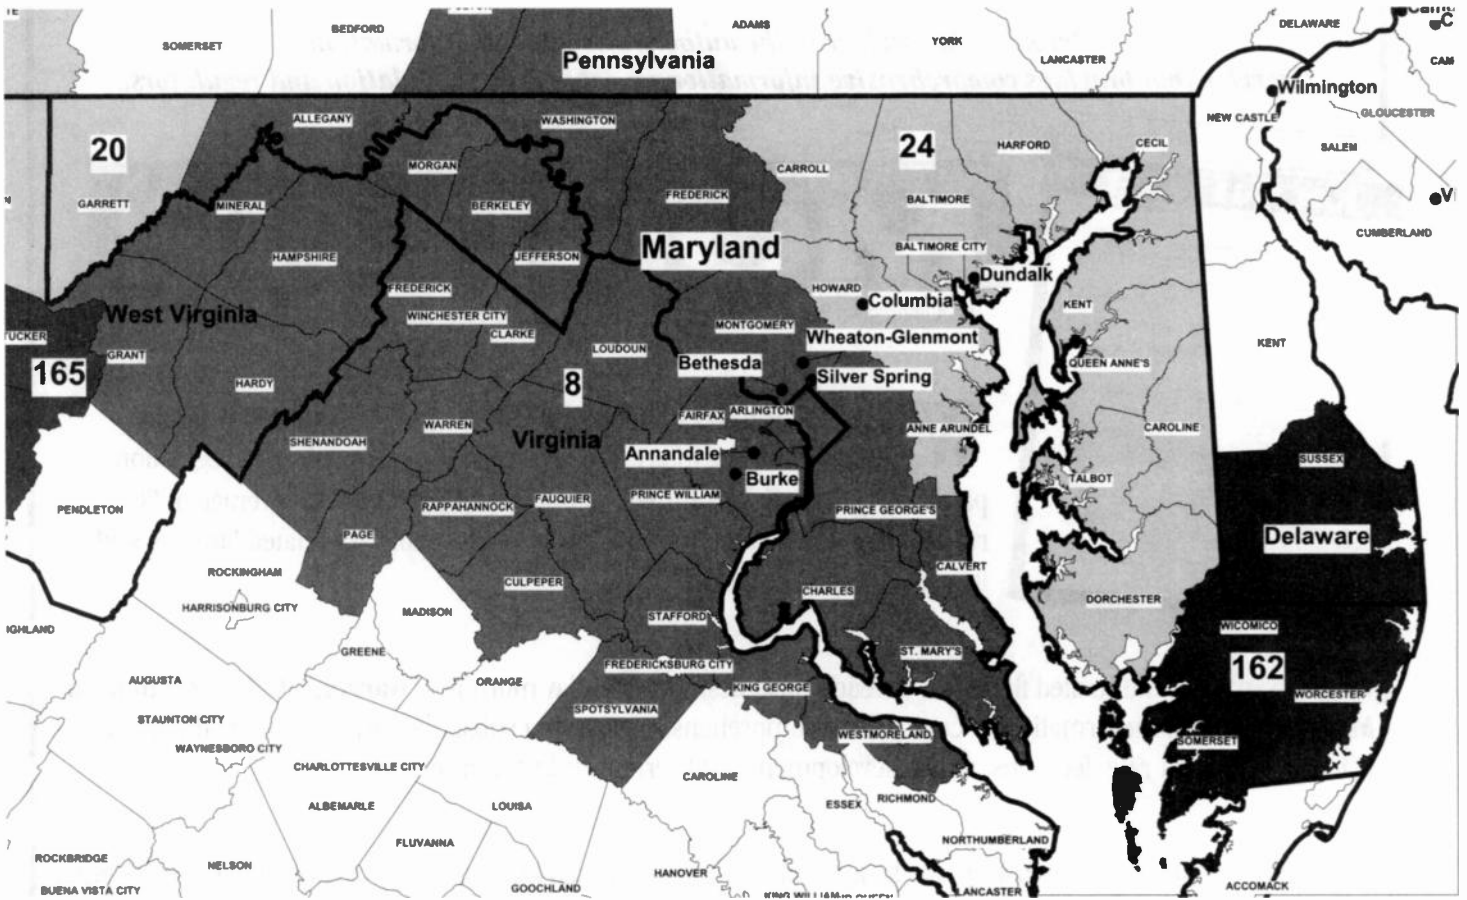 SOMERSET
BEDFORD
Pennsylvania
ADAMS
YORK
LANCASTER
DELAWARE
C
CAM
Wilmington
NEW CASTLE
GLOUCESTER
SALEM
V
CUMBERLAND
KENT
20
GARRETT
ALLEGANY
MORGAN
WASHINGTON
BERKELEY
FREDERICK
CARROLL
24
HARFORD
CECIL
BALTIMORE
BALTIMORE CITY
Maryland
MINERAL
HAMPSHIRE
JEFFERSON
FREDERICK
WINCHESTER CITY
CLARKE
Dundalk
HOWARD
Columbia
KENT
West Virginia
TUCKER
GRANT
165
HARDY
LOUDOUN
MONTGOMERY
Wheaton-Glenmont
Bethesda
Silver Spring
QUEEN ANNE'S
8
FAIRFAX
ARLINGTON
ANNE ARUNDEL
CAROLINE
SHENANDOAH
WARREN
Virginia
Annandale
Burke
TALBOT
SUSSEX
PENDLETON
RAPPAHANNOCK
FAUQUIER
PRINCE WILLIAM
PRINCE GEORGE'S
Delaware
PAGE
ROCKINGHAM
CULPEPER
CALVERT
CHARLES
DORCHESTER
HARRISONBURG CITY
MADISON
STAFFORD
WICOMICO
IGHLAND
GREENE
ST. MARY'S
FREDERICKSBURG CITY
162
AUGUSTA
ORANGE
KING GEORGE
WORCESTER
STAUNTON CITY
SPOTSYLVANIA
WESTMORELAND
SOMERSET
WAYNESBORO CITY
CHARLOTTESVILLE CITY
CAROLINE
ALBEMARLE
LOUISA
ESSEX
RICHMOND
FLUVANNA
NORTHUMBERLAND
ROCKBRIDGE
NELSON
HANOVER
BUENA VISTA CITY
GOOCHLAND
KING WILLIAM
LANCASTER
ACCOMACK